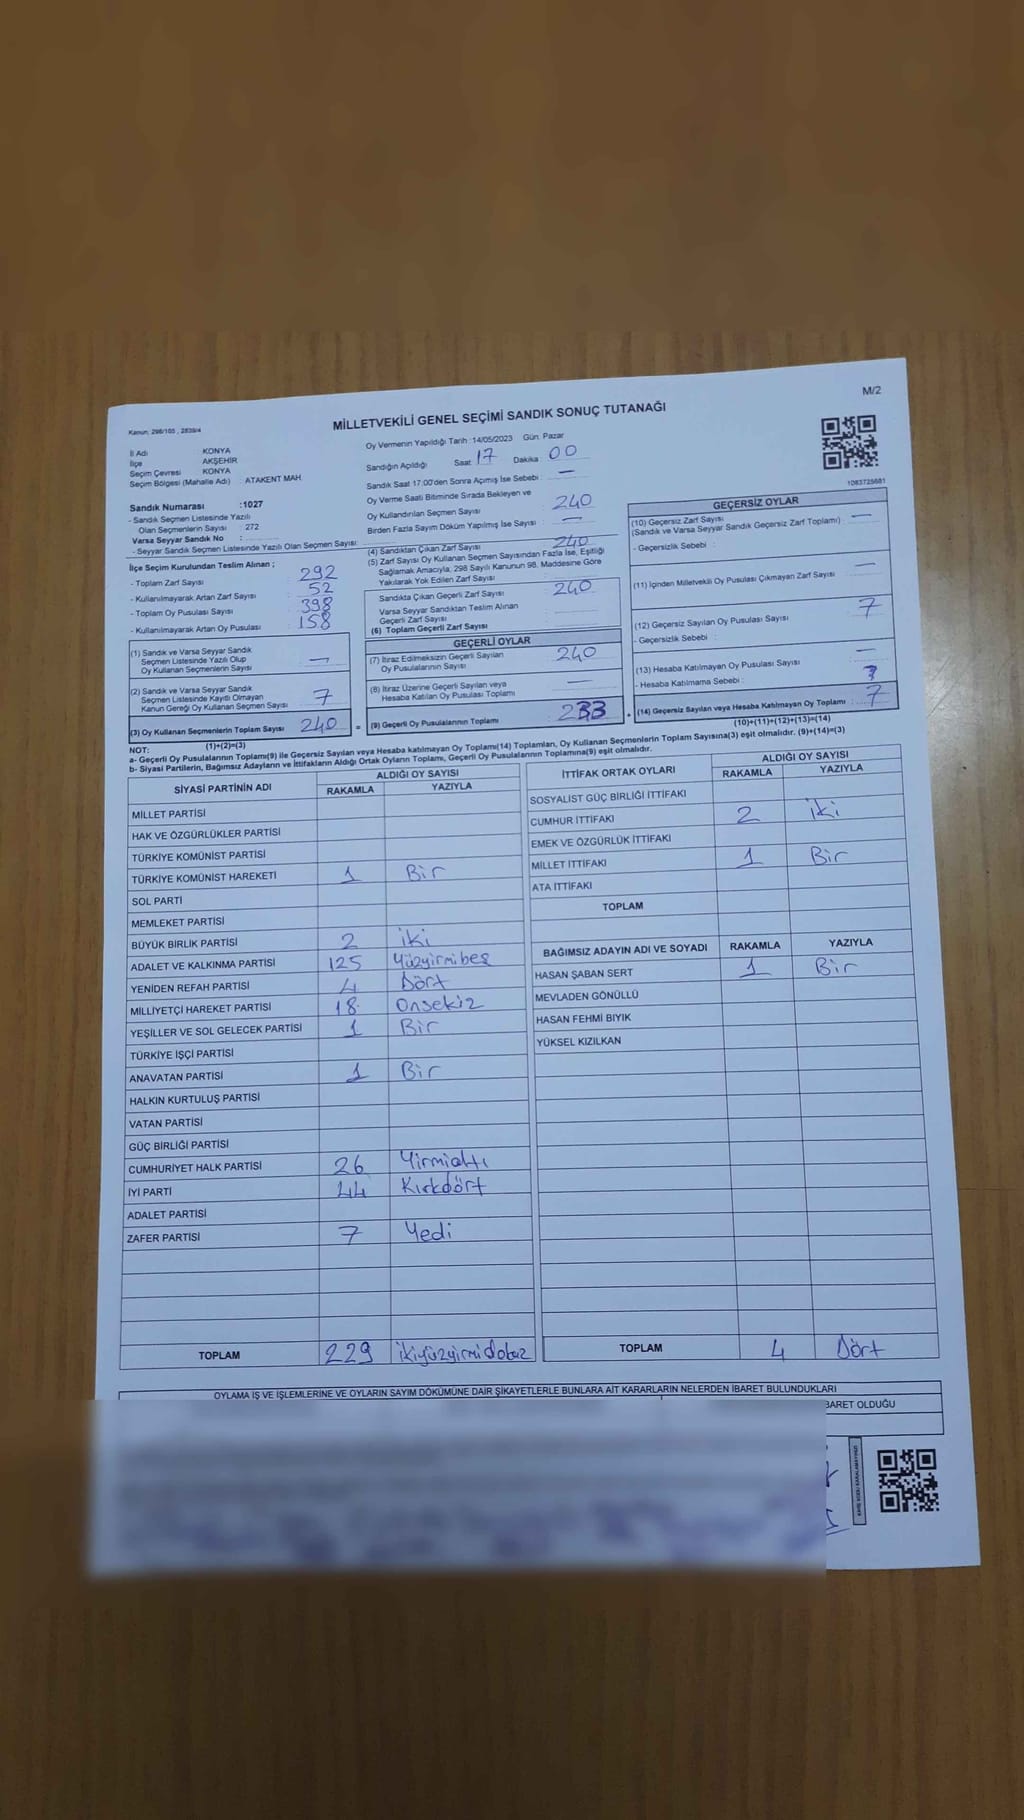 M/2
Kanun: 298/105 , 2839/4
MİLLETVEKİLİ GENEL SEÇİMİ SANDIK SONUÇ TUTANAĞI
İl Adı : KONYA
İlçe : AKŞEHİR
Seçim Çevresi : KONYA
Seçim Bölgesi (Mahalle Adı) : ATAKENT MAH.
Sandık Numarası :1027
- Sandık Seçmen Listesinde Yazılı
Olan Seçmenlerin Sayısı : 272
Varsa Seyyar Sandık No :
- Seyyar Sandık Seçmen Listesinde Yazılı Olan Seçmen Sayısı:
İlçe Seçim Kurulundan Teslim Alınan ;
- Toplam Zarf Sayısı : 292
- Kullanılmayarak Artan Zarf Sayısı : 52
- Toplam Oy Pusulası Sayısı : 398
- Kullanılmayarak Artan Oy Pusulası : 158
(1) Sandık ve Varsa Seyyar Sandık
Seçmen Listesinde Yazılı Olup
Oy Kullanan Seçmenlerin Sayısı —
(2) Sandık ve Varsa Seyyar Sandık
Seçmen Listesinde Kayıtlı Olmayan
Kanun Gereği Oy Kullanan Seçmen Sayısı 7
(3) Oy Kullanan Seçmenlerin Toplam Sayısı 240
(1)+(2)=(3)
Oy Vermenin Yapıldığı Tarih :14/05/2023 Gün: Pazar
Sandığın Açıldığı Saat 17 Dakika 00
Sandık Saat 17:00'den Sonra Açımış İse Sebebi : —
Oy Verme Saati Bitiminde Sırada Bekleyen ve
Oy Kullandırılan Seçmen Sayısı : 240
Birden Fazla Sayım Döküm Yapılmış İse Sayısı : —
(4) Sandıktan Çıkan Zarf Sayısı : 240
(5) Zarf Sayısı Oy Kullanan Seçmen Sayısından Fazla İse, Eşitliği
Sağlamak Amacıyla, 298 Sayılı Kanunun 98. Maddesine Göre
Yakılarak Yok Edilen Zarf Sayısı :
Sandıkta Çıkan Geçerli Zarf Sayısı : 240
Varsa Seyyar Sandıktan Teslim Alınan
Geçerli Zarf Sayısı :
(6) Toplam Geçerli Zarf Sayısı :
GEÇERLİ OYLAR
(7) İtiraz Edilmeksizin Geçerli Sayılan
Oy Pusulalarının Sayısı : 240
(8) İtiraz Üzerine Geçerli Sayılan veya
Hesaba Katılan Oy Pusulası Toplamı : —
= (9) Geçerli Oy Pusulalarının Toplamı : 233 +
1083725681
GEÇERSİZ OYLAR
(10) Geçersiz Zarf Sayısı : —
(Sandık ve Varsa Seyyar Sandık Geçersiz Zarf Toplamı)
- Geçersizlik Sebebi :
(11) İçinden Milletvekili Oy Pusulası Çıkmayan Zarf Sayısı : —
(12) Geçersiz Sayılan Oy Pusulası Sayısı : 7
- Geçersizlik Sebebi :
(13) Hesaba Katılmayan Oy Pusulası Sayısı : —
- Hesaba Katılmama Sebebi :
(14) Geçersiz Sayılan veya Hesaba Katılmayan Oy Toplamı : 7
(10)+(11)+(12)+(13)=(14)
NOT:
a- Geçerli Oy Pusulalarının Toplamı(9) ile Geçersiz Sayılan veya Hesaba katılmayan Oy Toplamı(14) Toplamları, Oy Kullanan Seçmenlerin Toplam Sayısına(3) eşit olmalıdır. (9)+(14)=(3)
b- Siyasi Partilerin, Bağımsız Adayların ve İttifakların Aldığı Ortak Oyların Toplamı, Geçerli Oy Pusulalarının Toplamına(9) eşit olmalıdır.
SİYASİ PARTİNİN ADI ALDIĞI OY SAYISI
RAKAMLA YAZIYLA
MİLLET PARTİSİ
HAK VE ÖZGÜRLÜKLER PARTİSİ
TÜRKİYE KOMÜNİST PARTİSİ
TÜRKİYE KOMÜNİST HAREKETİ 1 Bir
SOL PARTİ
MEMLEKET PARTİSİ
BÜYÜK BİRLİK PARTİSİ 2 iki
ADALET VE KALKINMA PARTİSİ 125 Yüzyirmibeş
YENİDEN REFAH PARTİSİ 4 Dört
MİLLİYETÇİ HAREKET PARTİSİ 18 Onsekiz
YEŞİLLER VE SOL GELECEK PARTİSİ 1 Bir
TÜRKİYE İŞÇİ PARTİSİ
ANAVATAN PARTİSİ 1 Bir
HALKIN KURTULUŞ PARTİSİ
VATAN PARTİSİ
GÜÇ BİRLİĞİ PARTİSİ
CUMHURİYET HALK PARTİSİ 26 Yirmialtı
İYİ PARTİ 44 Kırkdört
ADALET PARTİSİ
ZAFER PARTİSİ 7 Yedi
TOPLAM 229 ikiyüzyirmidokuz
İTTİFAK ORTAK OYLARI ALDIĞI OY SAYISI
RAKAMLA YAZIYLA
SOSYALIST GÜÇ BİRLİĞİ İTTİFAKI
CUMHUR İTTİFAKI 2 iki
EMEK VE ÖZGÜRLÜK İTTİFAKI
MİLLET İTTİFAKI 1 Bir
ATA İTTİFAKI
TOPLAM
BAĞIMSIZ ADAYIN ADI VE SOYADI RAKAMLA YAZIYLA
HASAN ŞABAN SERT 1 Bir
MEVLADEN GÖNÜLLÜ
HASAN FEHMİ BIYIK
YÜKSEL KIZILKAN
TOPLAM 4 Dört
OYLAMA İŞ VE İŞLEMLERİNE VE OYLARIN SAYIM DÖKÜMÜNE DAİR ŞİKAYETLERLE BUNLARA AİT KARARLARIN NELERDEN İBARET BULUNDUKLARI
BARET OLDUĞU